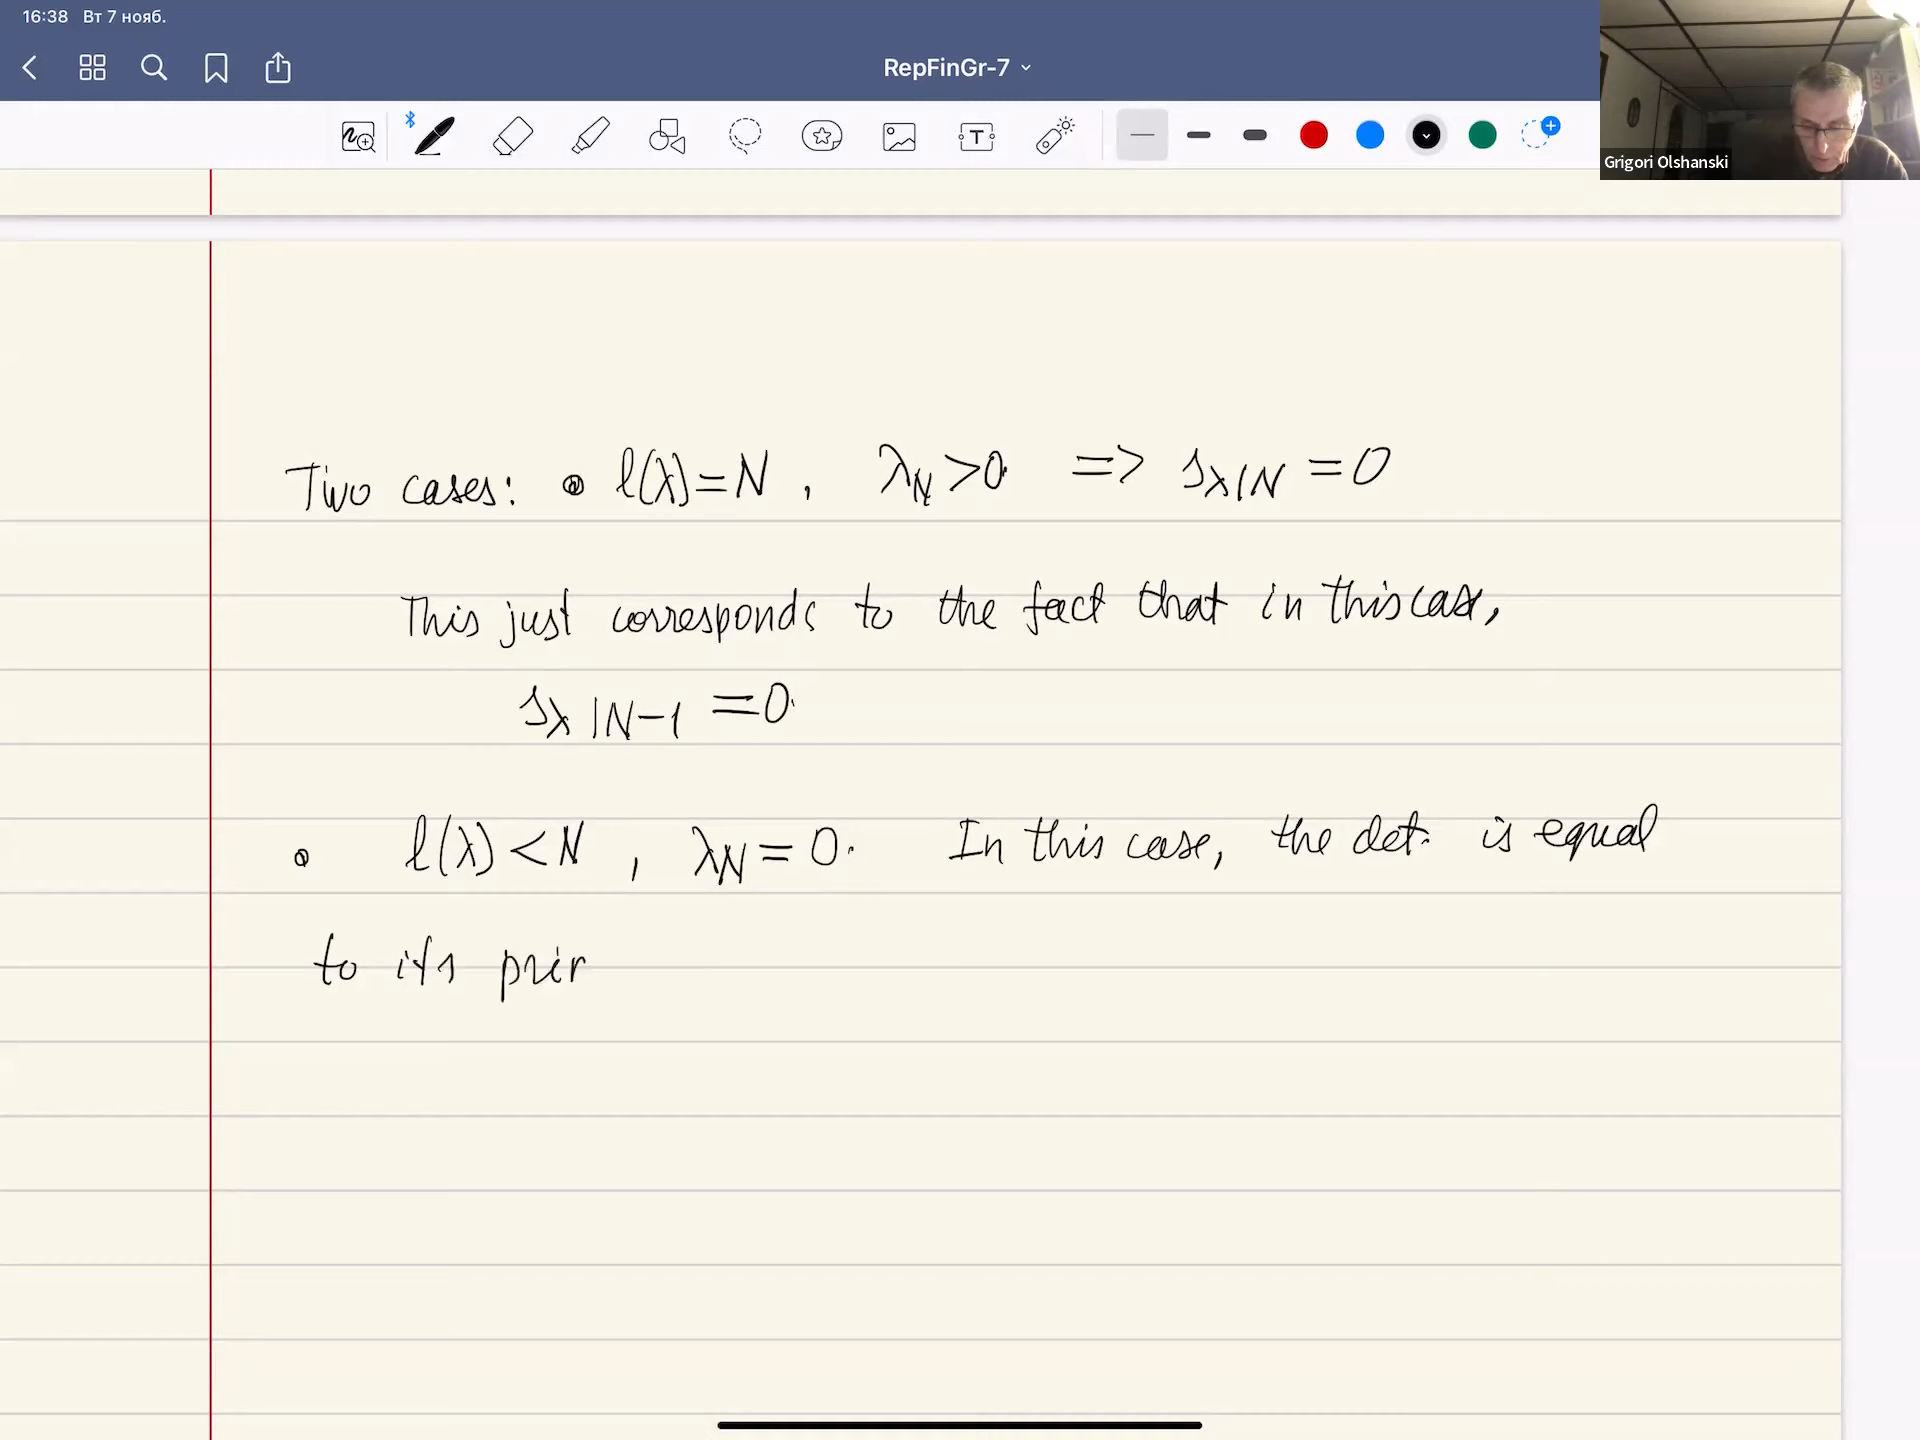 16:38 Вт 7 нояб.
RepFinGr-7
Grigori Olshanski
Two cases: • l(λ)=N, λ_N>0 => s_λ|N =0
This just corresponds to the fact that in this case,
s_λ|N-1 =0.
• l(λ)<N, λ_N=0. In this case, the det. is equal
to its prir